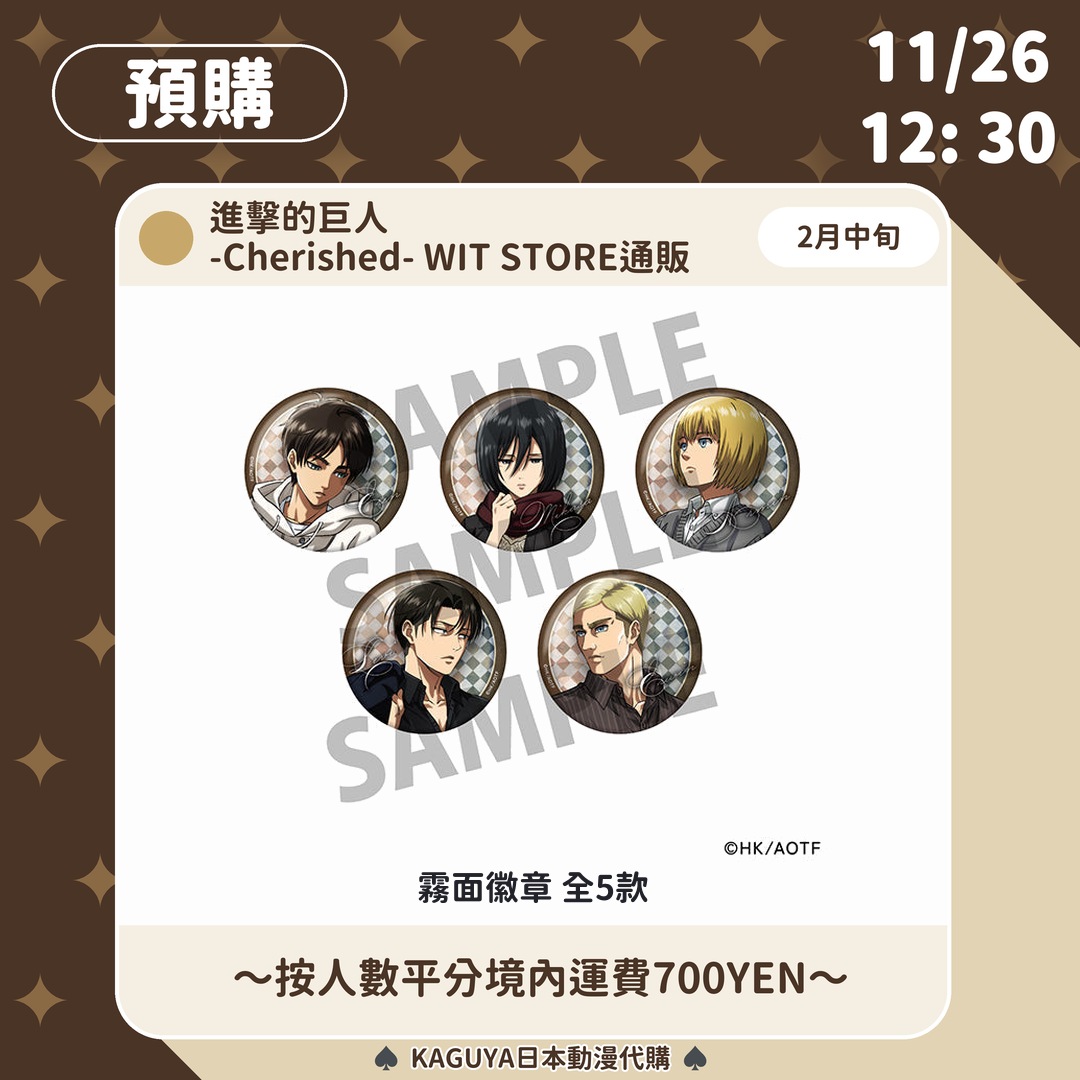 預購
11/26
12: 30
進擊的巨人
-Cherished- WIT STORE通販
2月中旬
SAMPLE
SAMPLE
SAMPLE
©HK/AOTF
霧面徽章 全5款
～按人數平分境內運費700YEN～
♠ KAGUYA日本動漫代購 ♠